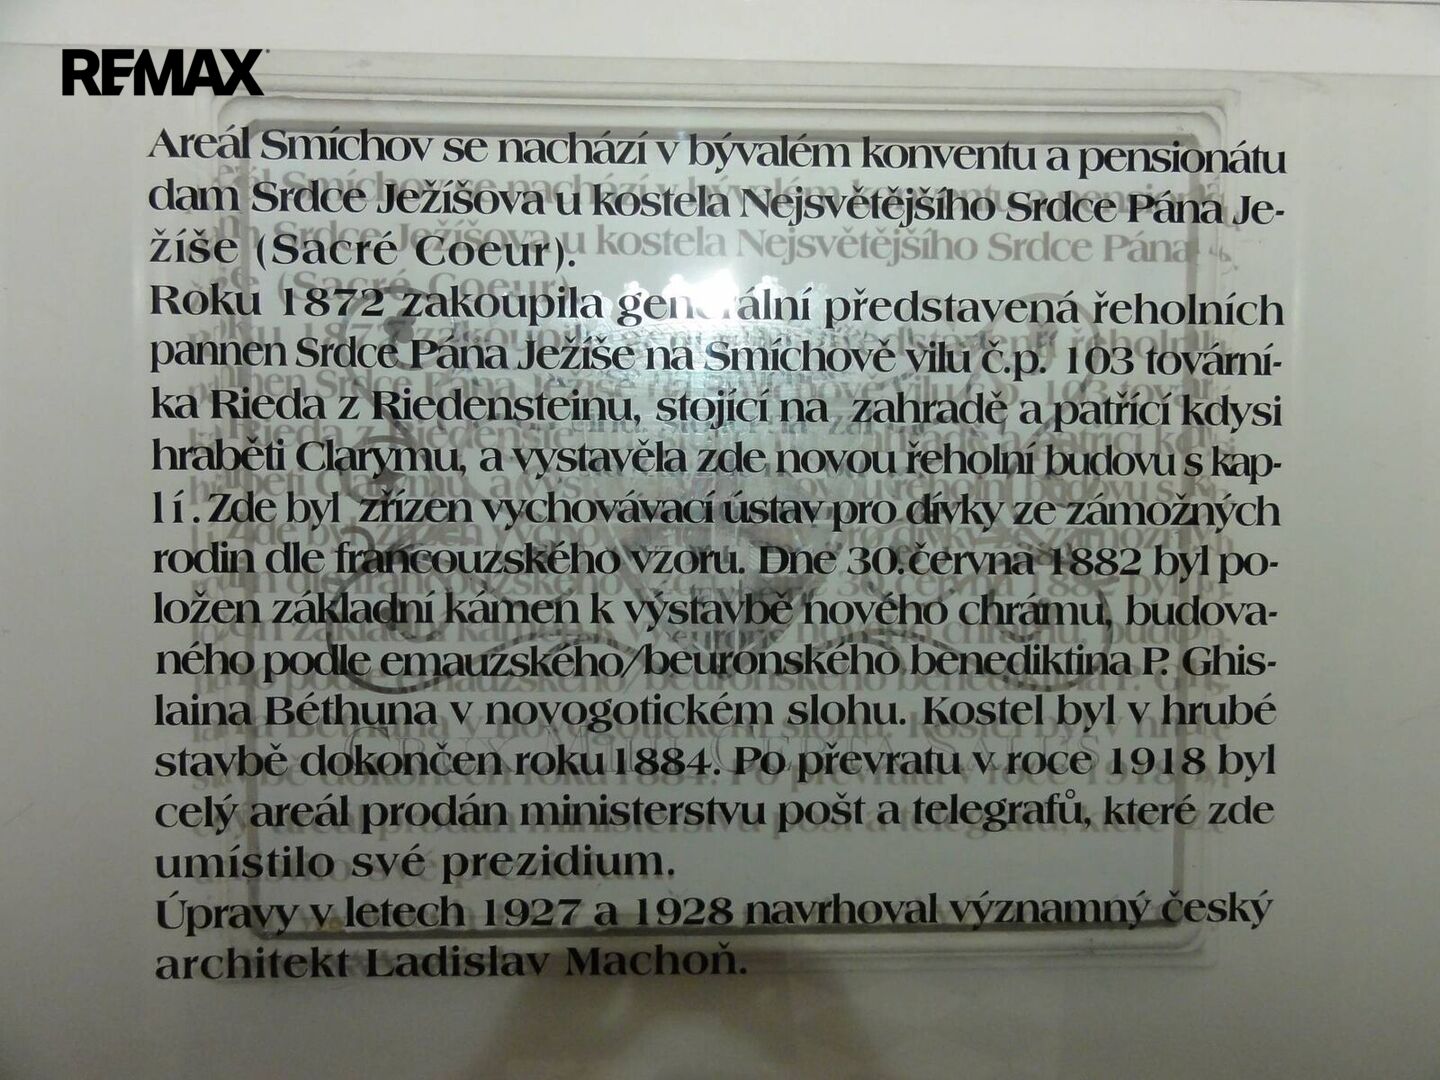 REMAX
Areál Smíchov se nachází v bývalém konventu a pensionátu
dam Srdce Ježíšova u kostela Nejsvětějšího Srdce Pána Je-
žíše (Sacré Coeur).
Roku 1872 zakoupila generální představená řeholních
pannen Srdce Pána Ježíše na Smíchově vilu č.p. 103 tovární-
ka Rieda z Riedensteinu, stojící na zahradě a patřící kdysi
hraběti Clarymu, a vystavěla zde novou řeholní budovu s kap-
lí. Zde byl zřízen vychovávací ústav pro dívky ze zámožných
rodin dle francouzského vzoru. Dne 30.června 1882 byl po-
ložen základní kámen k výstavbě nového chrámu, budova-
ného podle emauzského/beuronského benediktina P. Ghis-
laina Béthuna v novogotickém slohu. Kostel byl v hrubé
stavbě dokončen roku 1884. Po převratu v roce 1918 byl
celý areál prodán ministerstvu pošt a telegrafů, které zde
umístilo své prezidium.
Úpravy v letech 1927 a 1928 navrhoval významný český
architekt Ladislav Machoň.